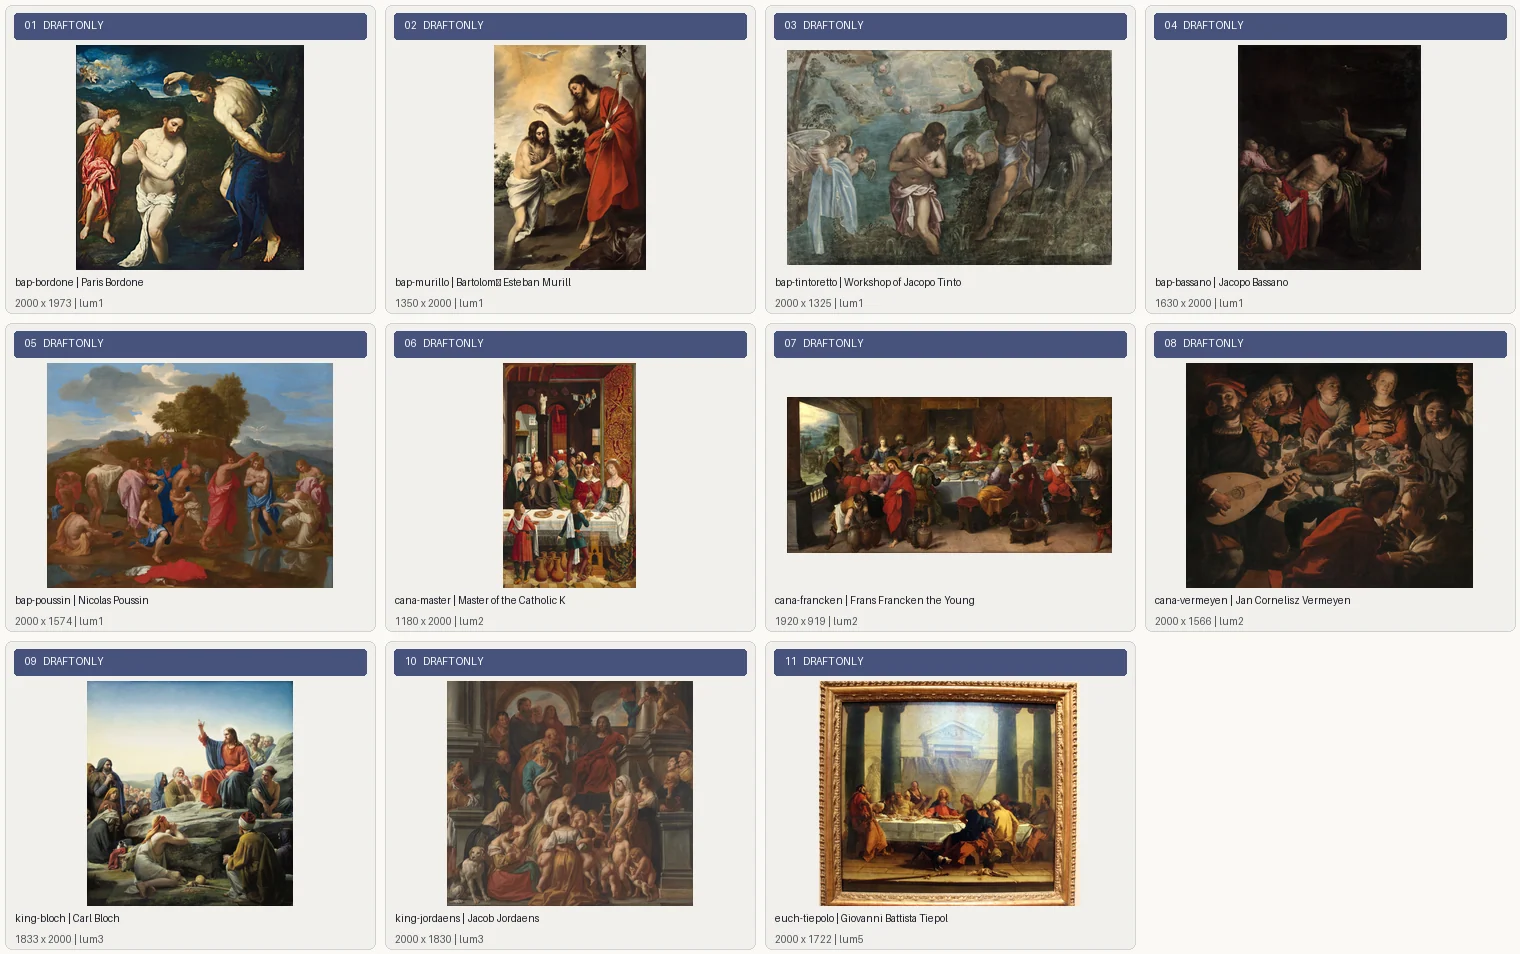 01 DRAFTONLY
02 DRAFTONLY
03 DRAFTONLY
04 DRAFTONLY
bap-bordone | Paris Bordone
bap-murillo | Bartolom▯ Esteban Murill
bap-tintoretto | Workshop of Jacopo Tinto
bap-bassano | Jacopo Bassano
2000 x 1973 | lum1
1350 x 2000 | lum1
2000 x 1325 | lum1
1630 x 2000 | lum1
05 DRAFTONLY
06 DRAFTONLY
07 DRAFTONLY
08 DRAFTONLY
bap-poussin | Nicolas Poussin
cana-master | Master of the Catholic K
cana-francken | Frans Francken the Young
cana-vermeyen | Jan Cornelisz Vermeyen
2000 x 1574 | lum1
1180 x 2000 | lum2
1920 x 919 | lum2
2000 x 1566 | lum2
09 DRAFTONLY
10 DRAFTONLY
11 DRAFTONLY
king-bloch | Carl Bloch
king-jordaens | Jacob Jordaens
euch-tiepolo | Giovanni Battista Tiepol
1833 x 2000 | lum3
2000 x 1830 | lum3
2000 x 1722 | lum5